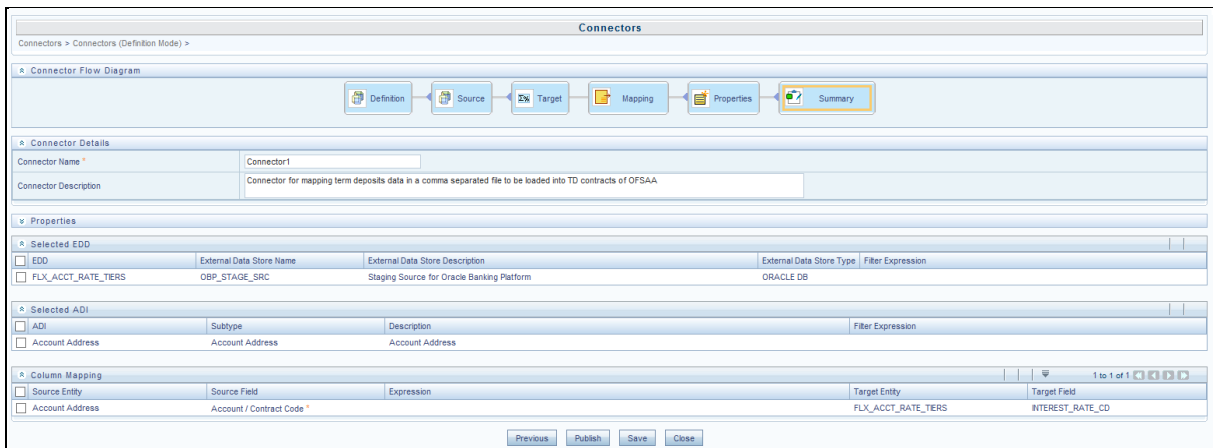 Connectors
Connectors > Connectors (Definition Mode) >
Connector Flow Diagram
Definition Source Target Mapping Properties Summary
Connector Details
Connector Name * Connector1
Connector Description Connector for mapping term deposits data in a comma separated file to be loaded into TD contracts of OFSAA
Properties
Selected EDD
EDD External Data Store Name External Data Store Description External Data Store Type Filter Expression
FLX_ACCT_RATE_TIERS OBP_STAGE_SRC Staging Source for Oracle Banking Platform ORACLE DB
Selected ADI
ADI Subtype Description Filter Expression
Account Address Account Address Account Address
Column Mapping 1 to 1 of 1
Source Entity Source Field Expression Target Entity Target Field
Account Address Account / Contract Code * FLX_ACCT_RATE_TIERS INTEREST_RATE_CD
Previous Publish Save Close